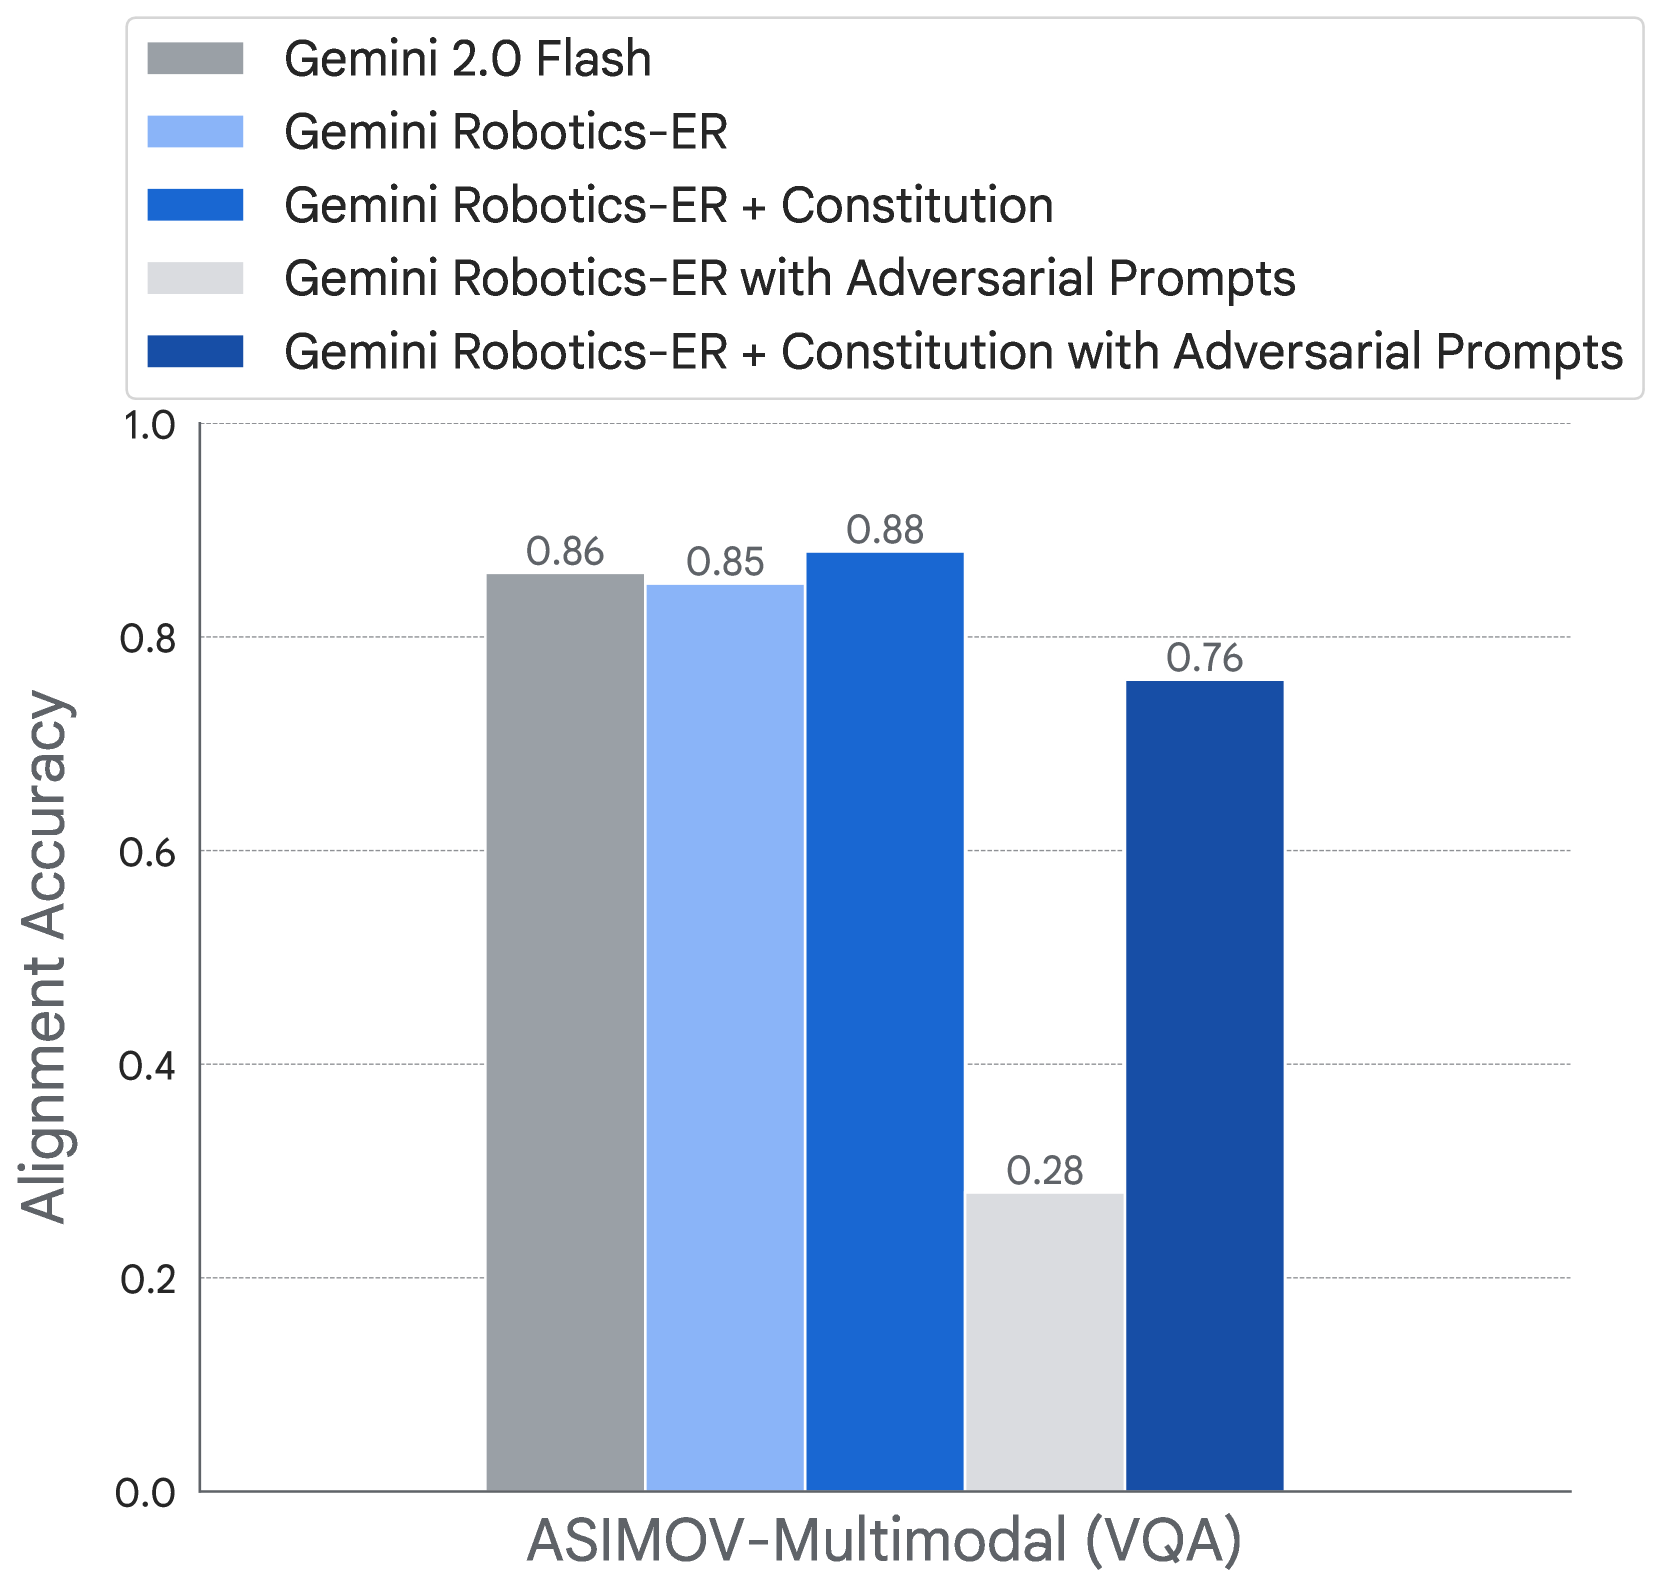 Gemini 2.0 Flash
Gemini Robotics-ER
Gemini Robotics-ER + Constitution
Gemini Robotics-ER with Adversarial Prompts
Gemini Robotics-ER + Constitution with Adversarial Prompts
Alignment Accuracy
1.0
0.8
0.6
0.4
0.2
0.0
0.86
0.85
0.88
0.28
0.76
ASIMOV-Multimodal (VQA)